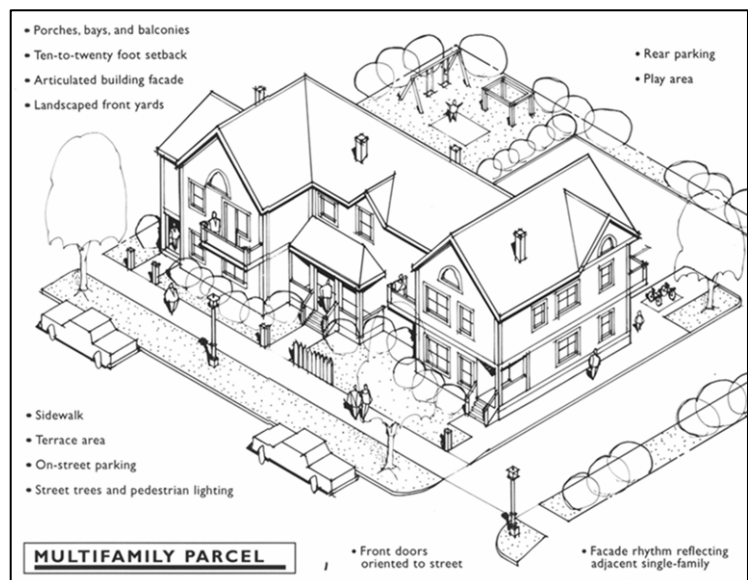 • Porches, bays, and balconies
• Ten-to-twenty foot setback
• Articulated building facade
• Landscaped front yards
• Rear parking
• Play area
• Sidewalk
• Terrace area
• On-street parking
• Street trees and pedestrian lighting
MULTIFAMILY PARCEL
1
• Front doors
oriented to street
• Facade rhythm reflecting
adjacent single-family